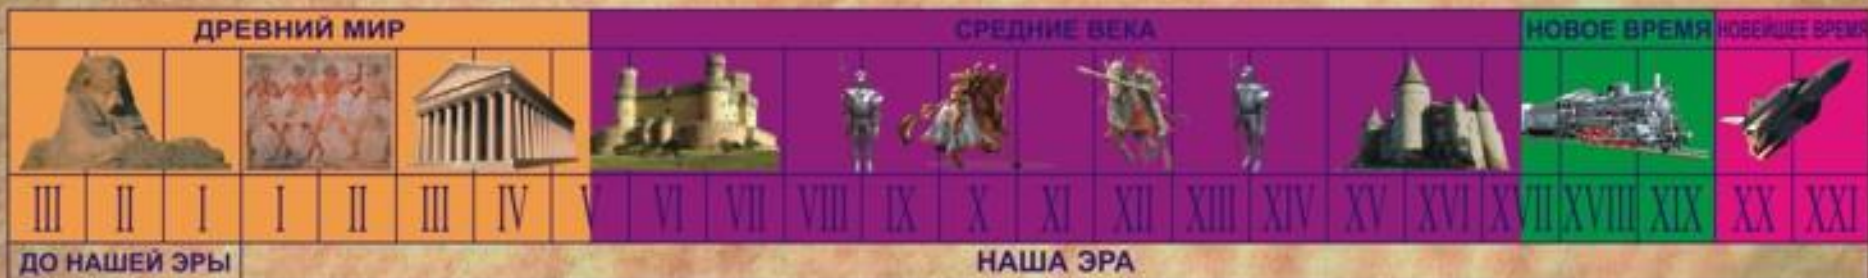 ДРЕВНИЙ МИР СРЕДНИЕ ВЕКА НОВОЕ ВРЕМЯ НОВЕЙШЕЕ ВРЕМЯ
III II I I II III IV V VI VII VIII IX X XI XII XIII XIV XV XVI XVII XVIII XIX XX XXI
ДО НАШЕЙ ЭРЫ НАША ЭРА